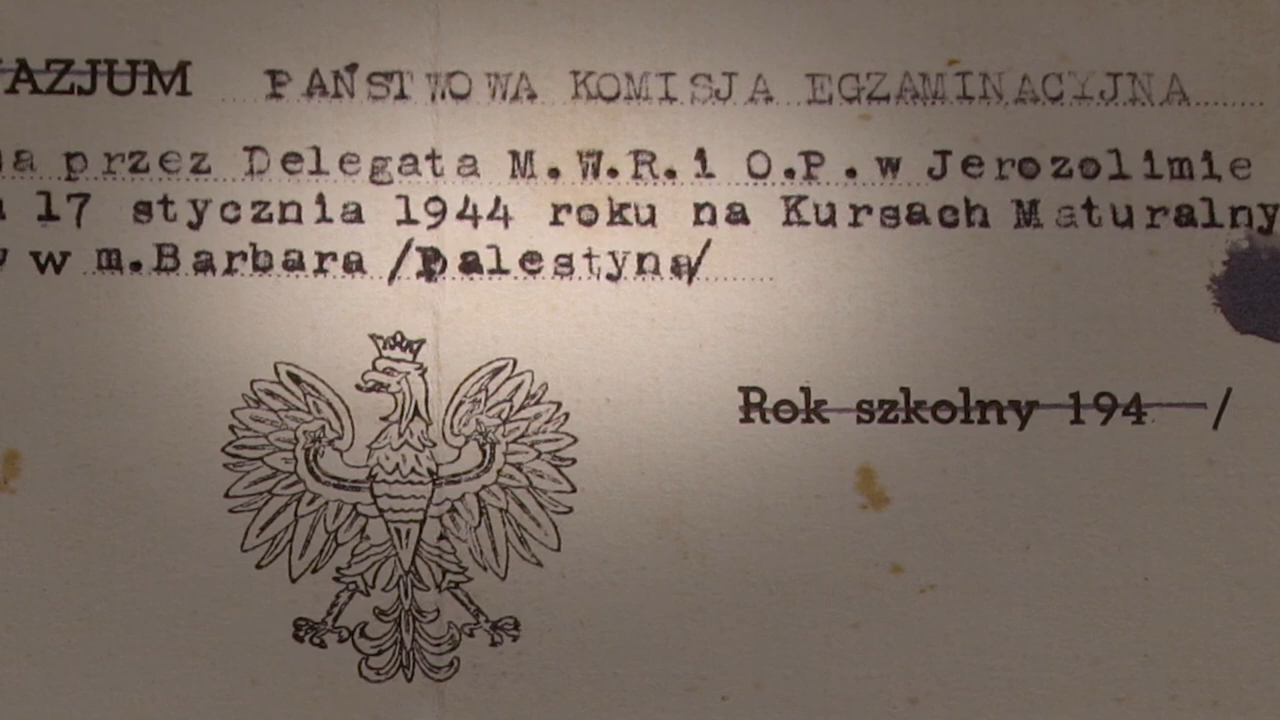 AZJUM PAŃSTWOWA KOMISJA EGZAMINACYJNA
a przez Delegata M.W.R.i O.P.w Jerozolimie
17 stycznia 1944 roku na Kursach Maturalny
w m.Barbara /Palestyna/
Rok szkolny 194 /